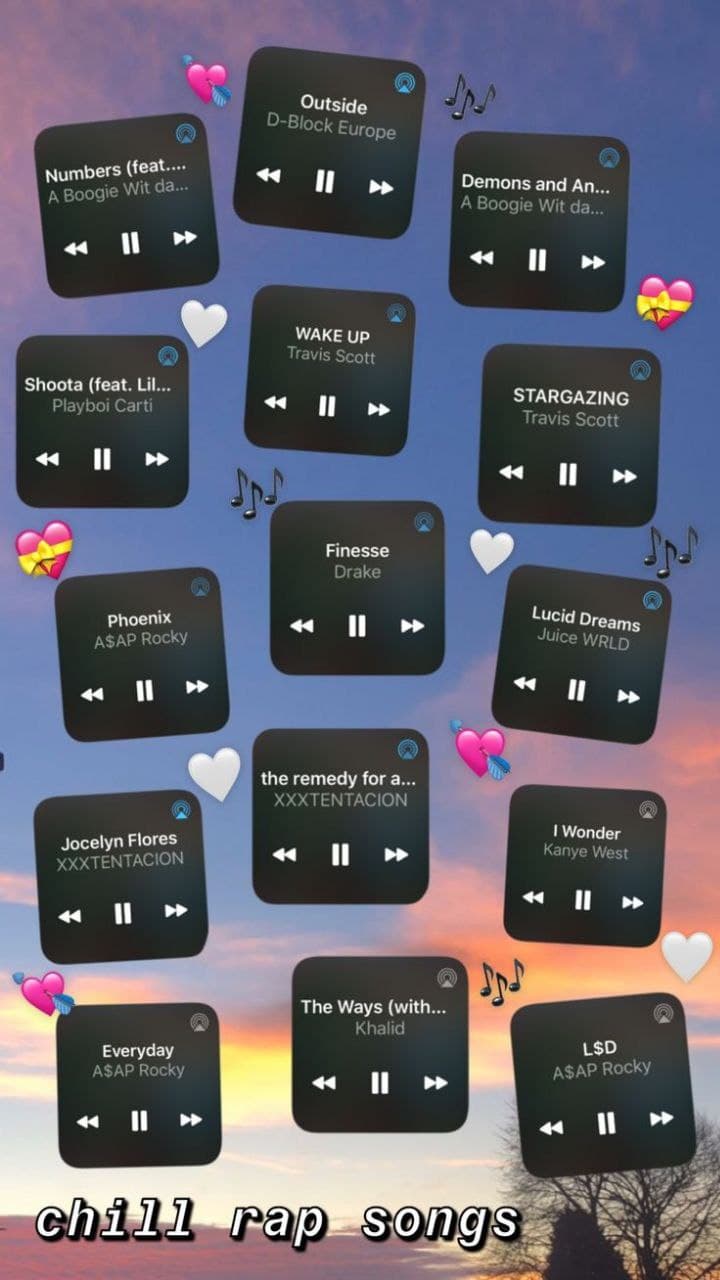 Outside
D-Block Europe
Numbers (feat....
A Boogie Wit da...
Demons and An...
A Boogie Wit da...
WAKE UP
Travis Scott
Shoota (feat. Lil...
Playboi Carti
STARGAZING
Travis Scott
Finesse
Drake
Phoenix
A$AP Rocky
Lucid Dreams
Juice WRLD
the remedy for a...
XXXTENTACION
Jocelyn Flores
XXXTENTACION
I Wonder
Kanye West
The Ways (with...
Khalid
Everyday
A$AP Rocky
L$D
A$AP Rocky
chill rap songs